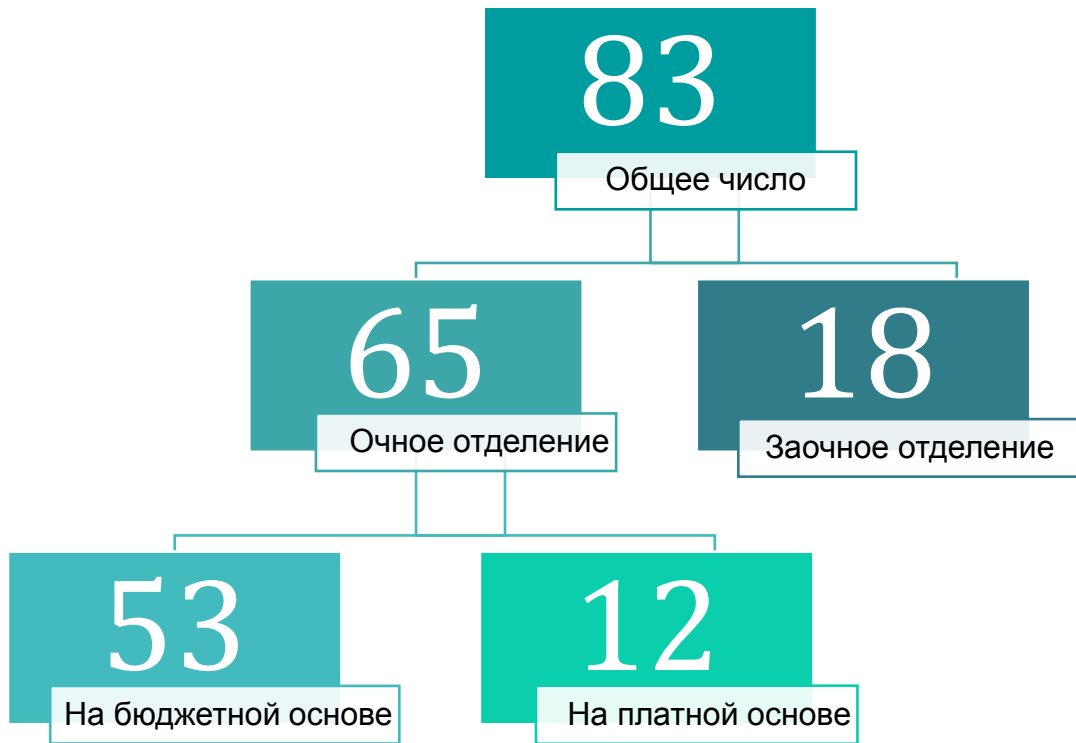 83
Общее число
65
Очное отделение
18
Заочное отделение
53
На бюджетной основе
12
На платной основе